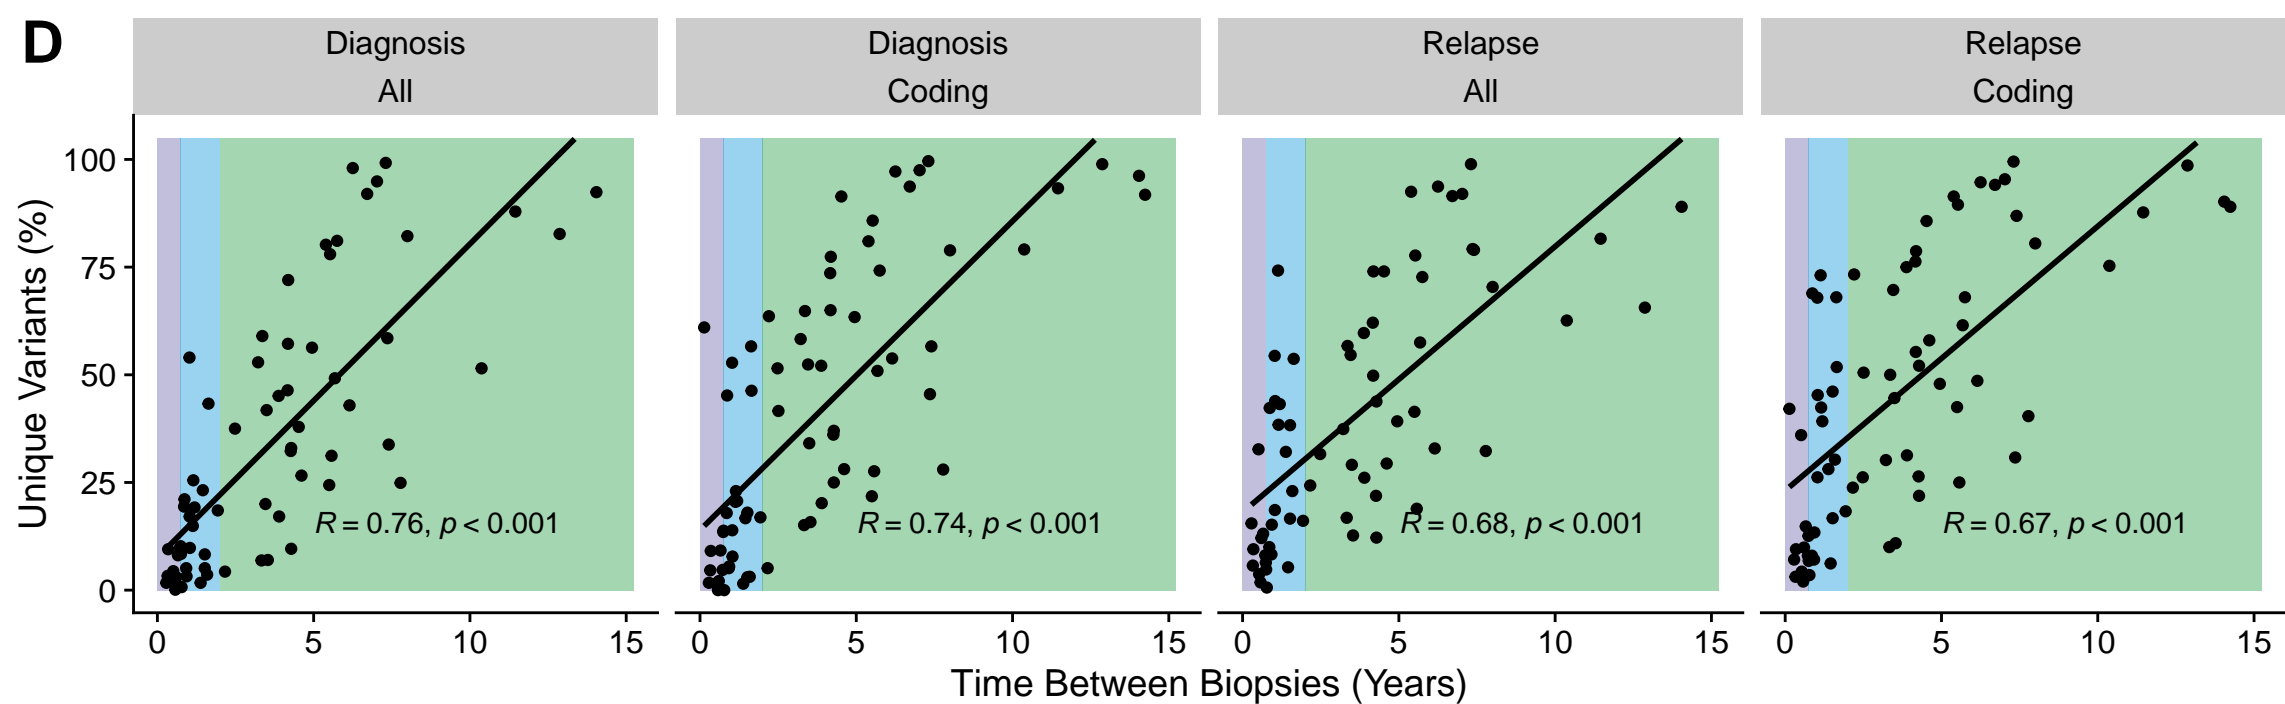 D
Diagnosis
All
Diagnosis
Coding
Relapse
All
Relapse
Coding
Unique Variants (%)
100
75
50
25
0
R = 0.76, p < 0.001
R = 0.74, p < 0.001
R = 0.68, p < 0.001
R = 0.67, p < 0.001
0 5 10 15
0 5 10 15
0 5 10 15
0 5 10 15
Time Between Biopsies (Years)